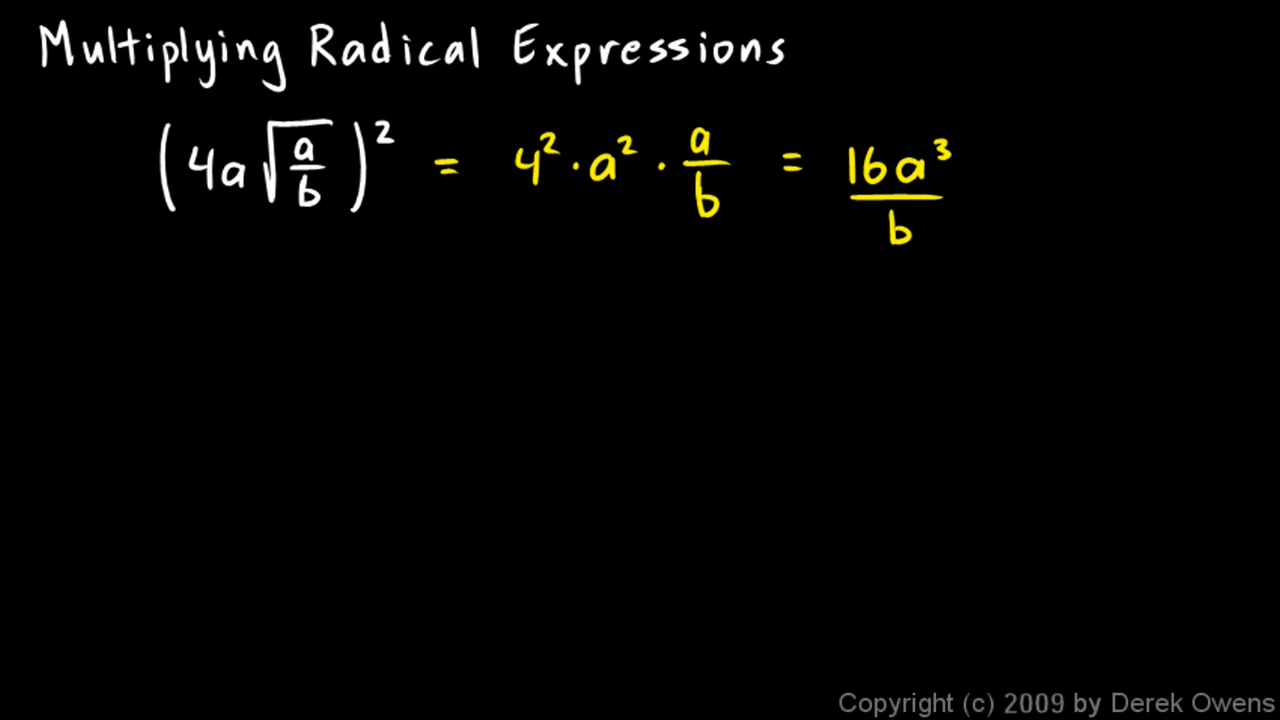 Multiplying Radical Expressions
(4a√(a/b))² = 4² · a² · a/b = 16a³/b
Copyright (c) 2009 by Derek Owens